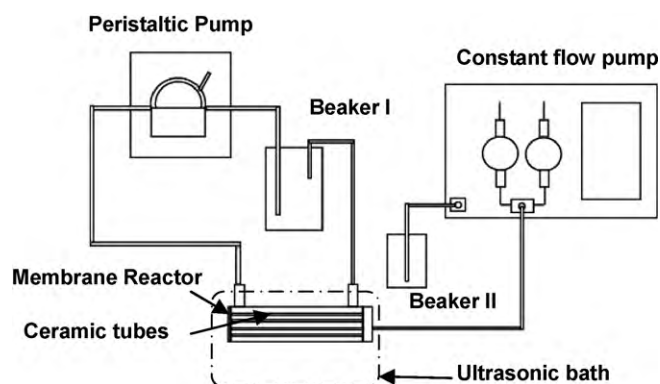 Peristaltic Pump
Constant flow pump
Beaker I
Membrane Reactor
Beaker II
Ceramic tubes
Ultrasonic bath